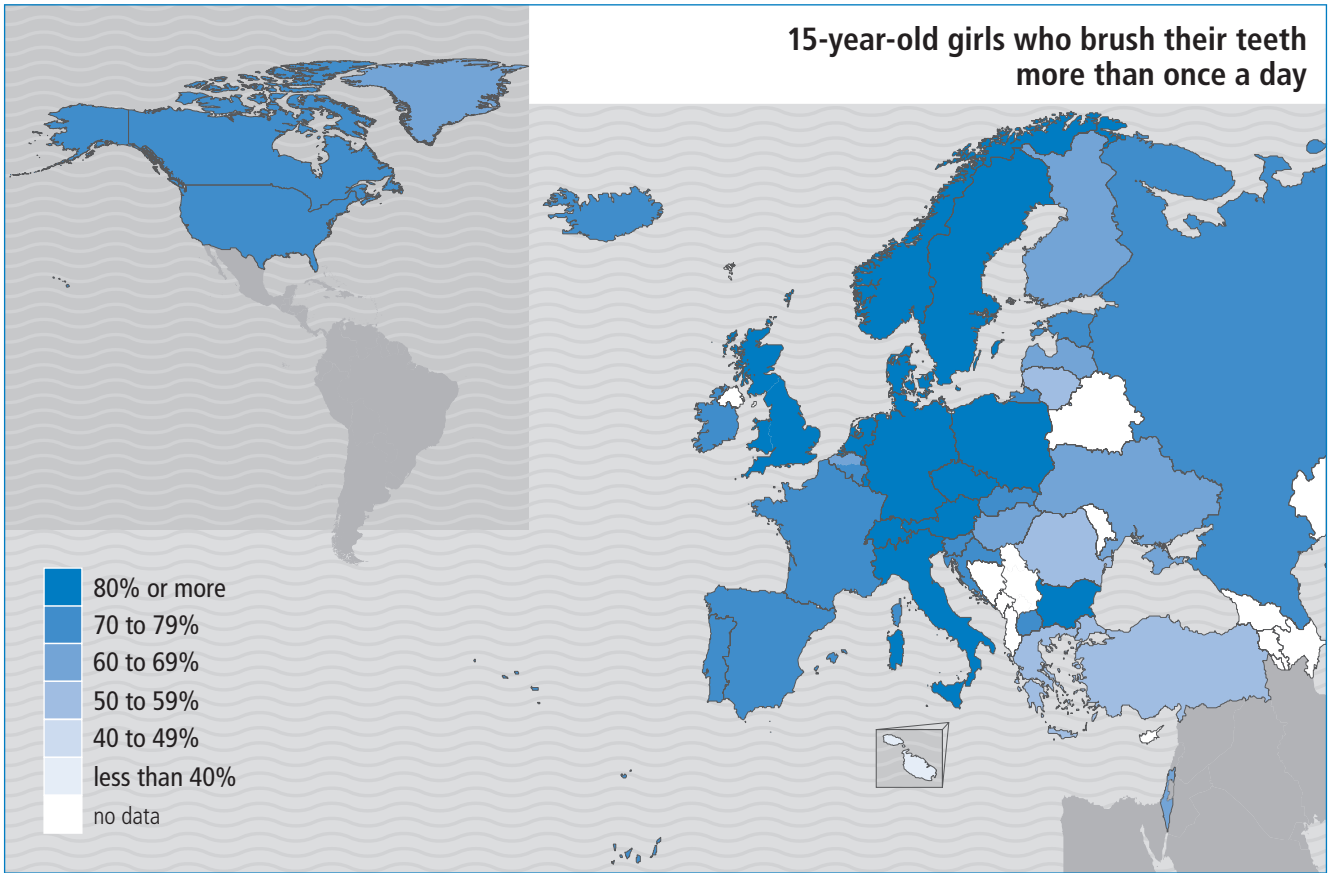 15-year-old girls who brush their teeth
more than once a day
80% or more
70 to 79%
60 to 69%
50 to 59%
40 to 49%
less than 40%
no data